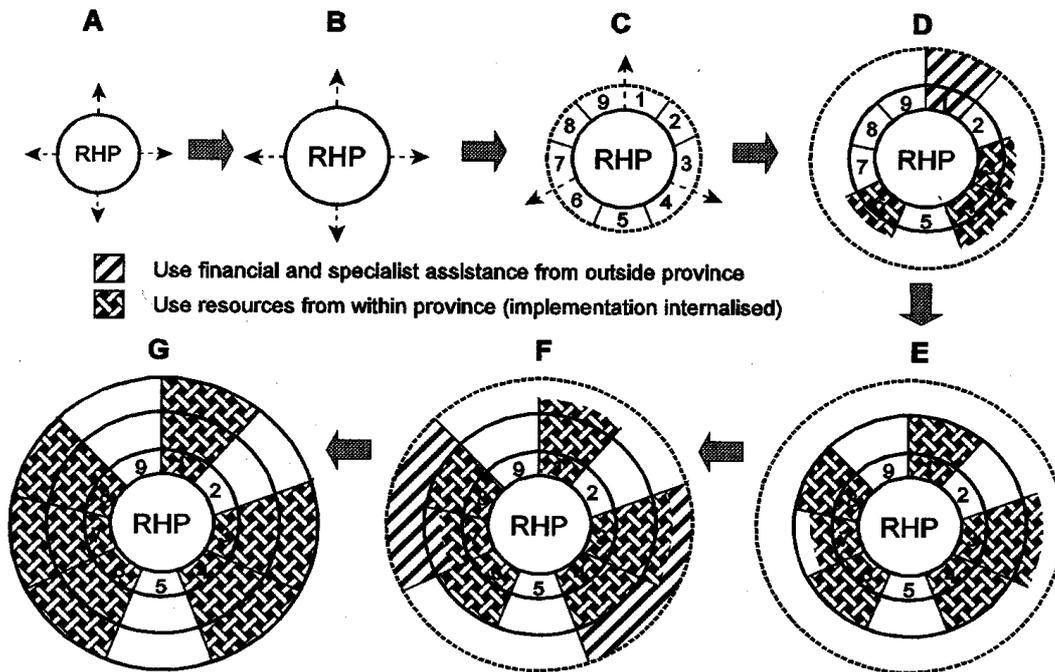 A B C D
RHP
RHP
9 1 2 3 4 5 6 7 8
RHP
9 1 2 5 7 8
RHP
Use financial and specialist assistance from outside province
Use resources from within province (implementation internalised)
G F E
9 2 5
RHP
9 2 5
RHP
9 2 5
RHP